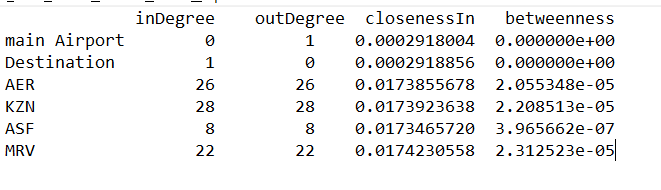 inDegree outDegree closenessIn betweenness
main Airport 0 1 0.0002918004 0.000000e+00
Destination 1 0 0.0002918856 0.000000e+00
AER 26 26 0.0173855678 2.055348e-05
KZN 28 28 0.0173923638 2.208513e-05
ASF 8 8 0.0173465720 3.965662e-07
MRV 22 22 0.0174230558 2.312523e-05